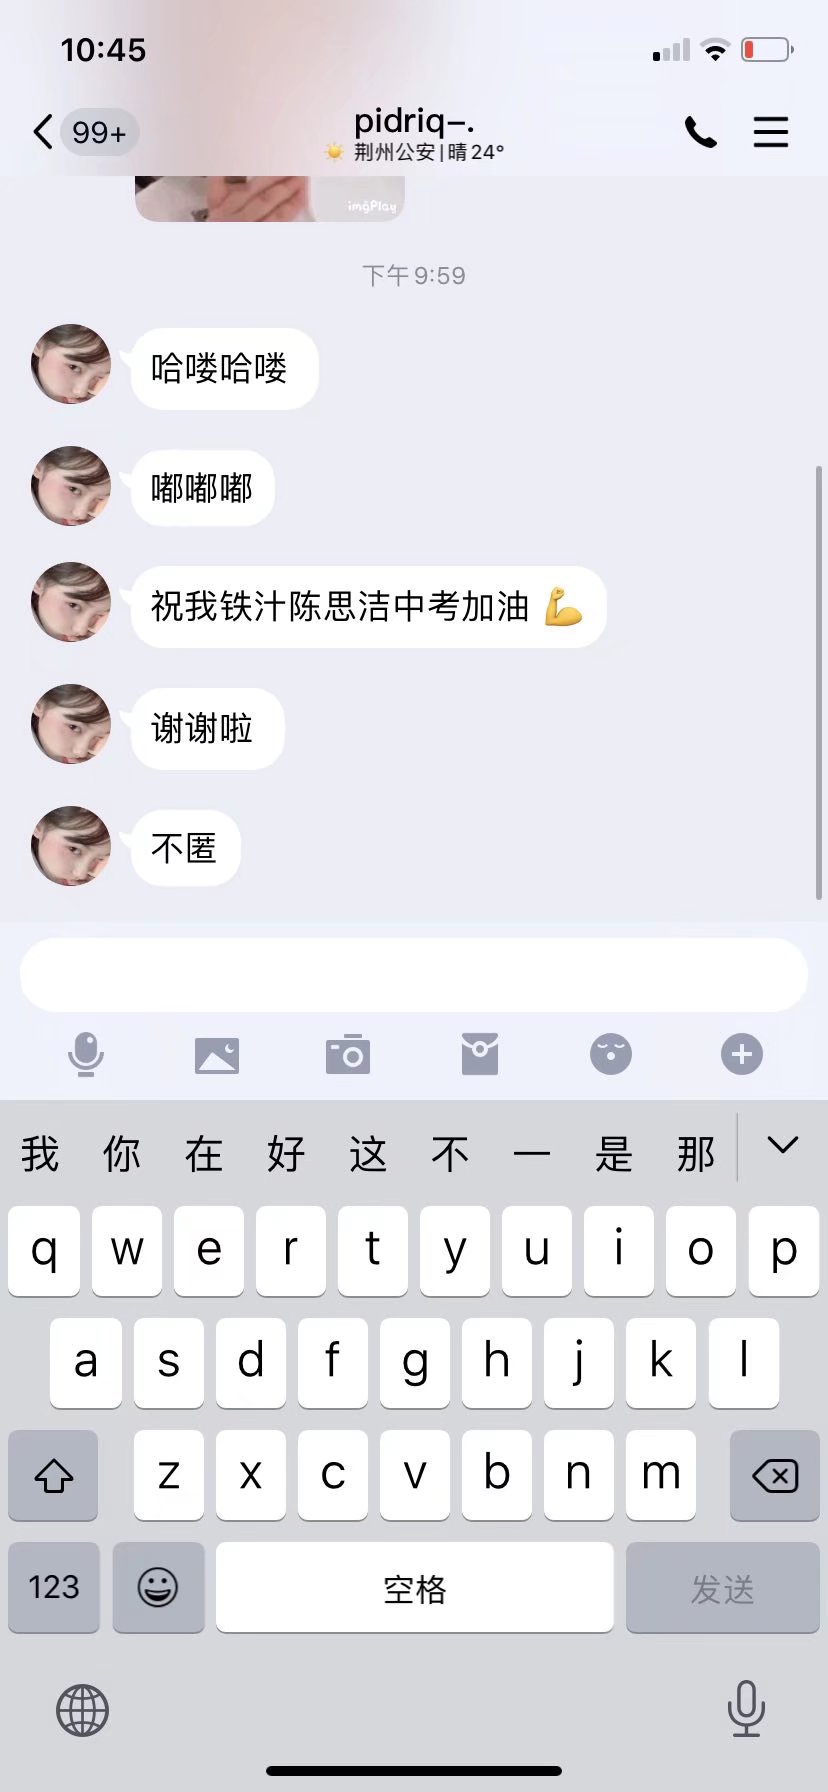 10:45
99+
pidriq–.
荆州公安|晴24°
imgPlay
下午9:59
哈喽哈喽
嘟嘟嘟
祝我铁汁陈思洁中考加油💪
谢谢啦
不匿
我 你 在 好 这 不 一 是 那
q w e r t y u i o p
a s d f g h j k l
z x c v b n m
123 空格 发送